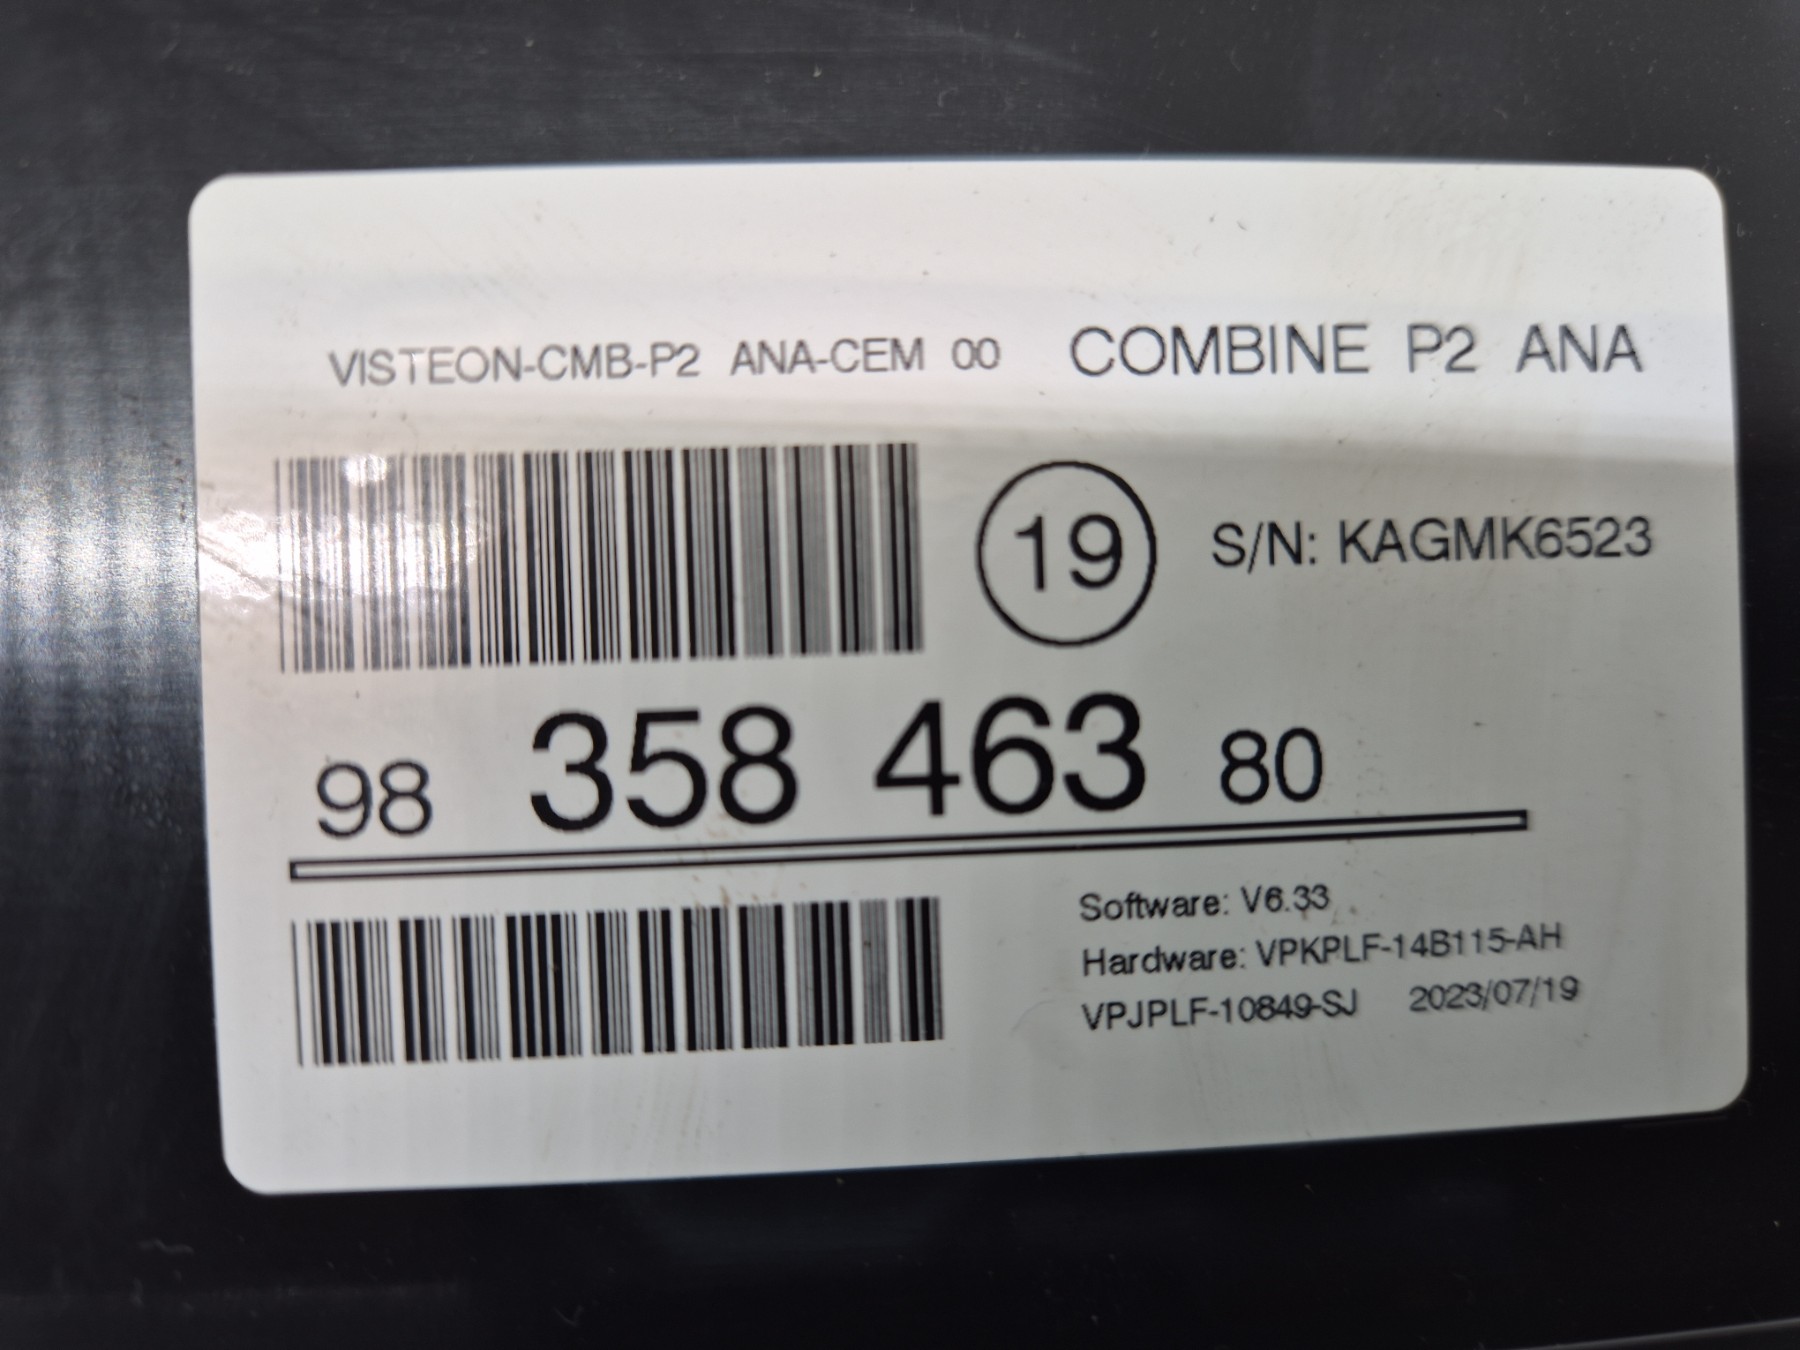 VISTEON-CMB-P2 ANA-CEM 00 COMBINE P2 ANA
19 S/N: KAGMK6523
98 358 463 80
Software: V6.33
Hardware: VPKPLF-14B115-AH
VPJPLF-10849-SJ 2023/07/19